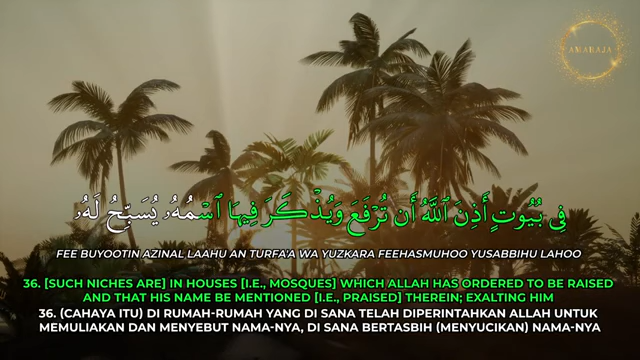 AMARAJA
فِي بُيُوتٍ أَذِنَ ٱللَّهُ أَن تُرْفَعَ وَيُذْكَرَ فِيهَا ٱسْمُهُۥ يُسَبِّحُ لَهُۥ
FEE BUYOOTIN AZINAL LAAHU AN TURFA'A WA YUZKARA FEEHASMUHOO YUSABBIHU LAHOO
36. [SUCH NICHES ARE] IN HOUSES [I.E., MOSQUES] WHICH ALLAH HAS ORDERED TO BE RAISED
AND THAT HIS NAME BE MENTIONED [I.E., PRAISED] THEREIN; EXALTING HIM
36. (CAHAYA ITU) DI RUMAH-RUMAH YANG DI SANA TELAH DIPERINTAHKAN ALLAH UNTUK
MEMULIAKAN DAN MENYEBUT NAMA-NYA, DI SANA BERTASBIH (MENYUCIKAN) NAMA-NYA